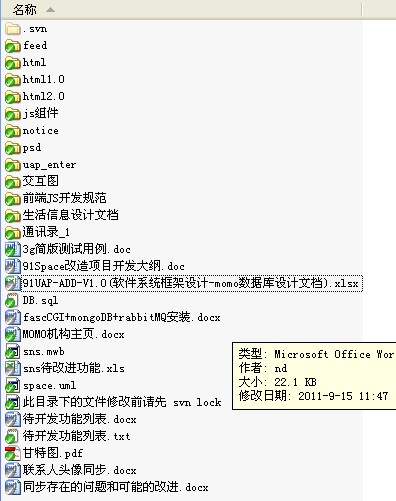 名称
.svn
feed
html
html1.0
html2.0
js组件
notice
psd
uap_enter
交互图
前端JS开发规范
生活信息设计文档
通讯录_1
3g简版测试用例.doc
91Space改造项目开发大纲.doc
91UAP-ADD-V1.0(软件系统框架设计-momo数据库设计文档).xlsx
DB.sql
fascCGI+mongoDB+rabbitMQ安装.docx
MOMO机构主页.docx
sns.mwb
sns待改进功能.xls
space.uml
此目录下的文件修改前请先 svn lock
待开发功能列表.docx
待开发功能列表.txt
甘特图.pdf
联系人头像同步.docx
同步存在的问题和可能的改进.docx
类型: Microsoft Office Wor
作者: nd
大小: 22.1 KB
修改日期: 2011-9-15 11:47